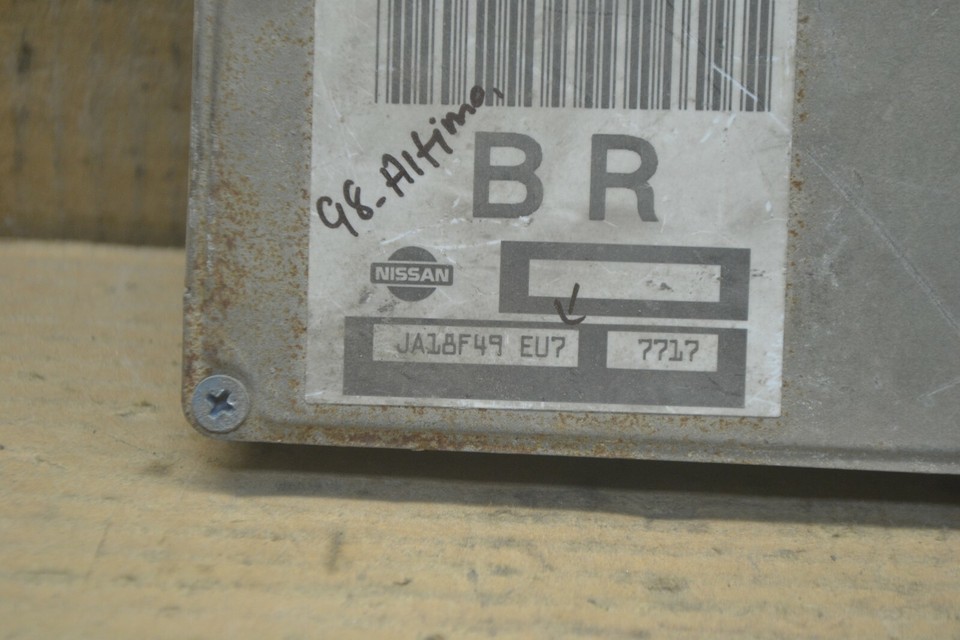 98-Altima.
BR
NISSAN
JA18F49 EU7 7717